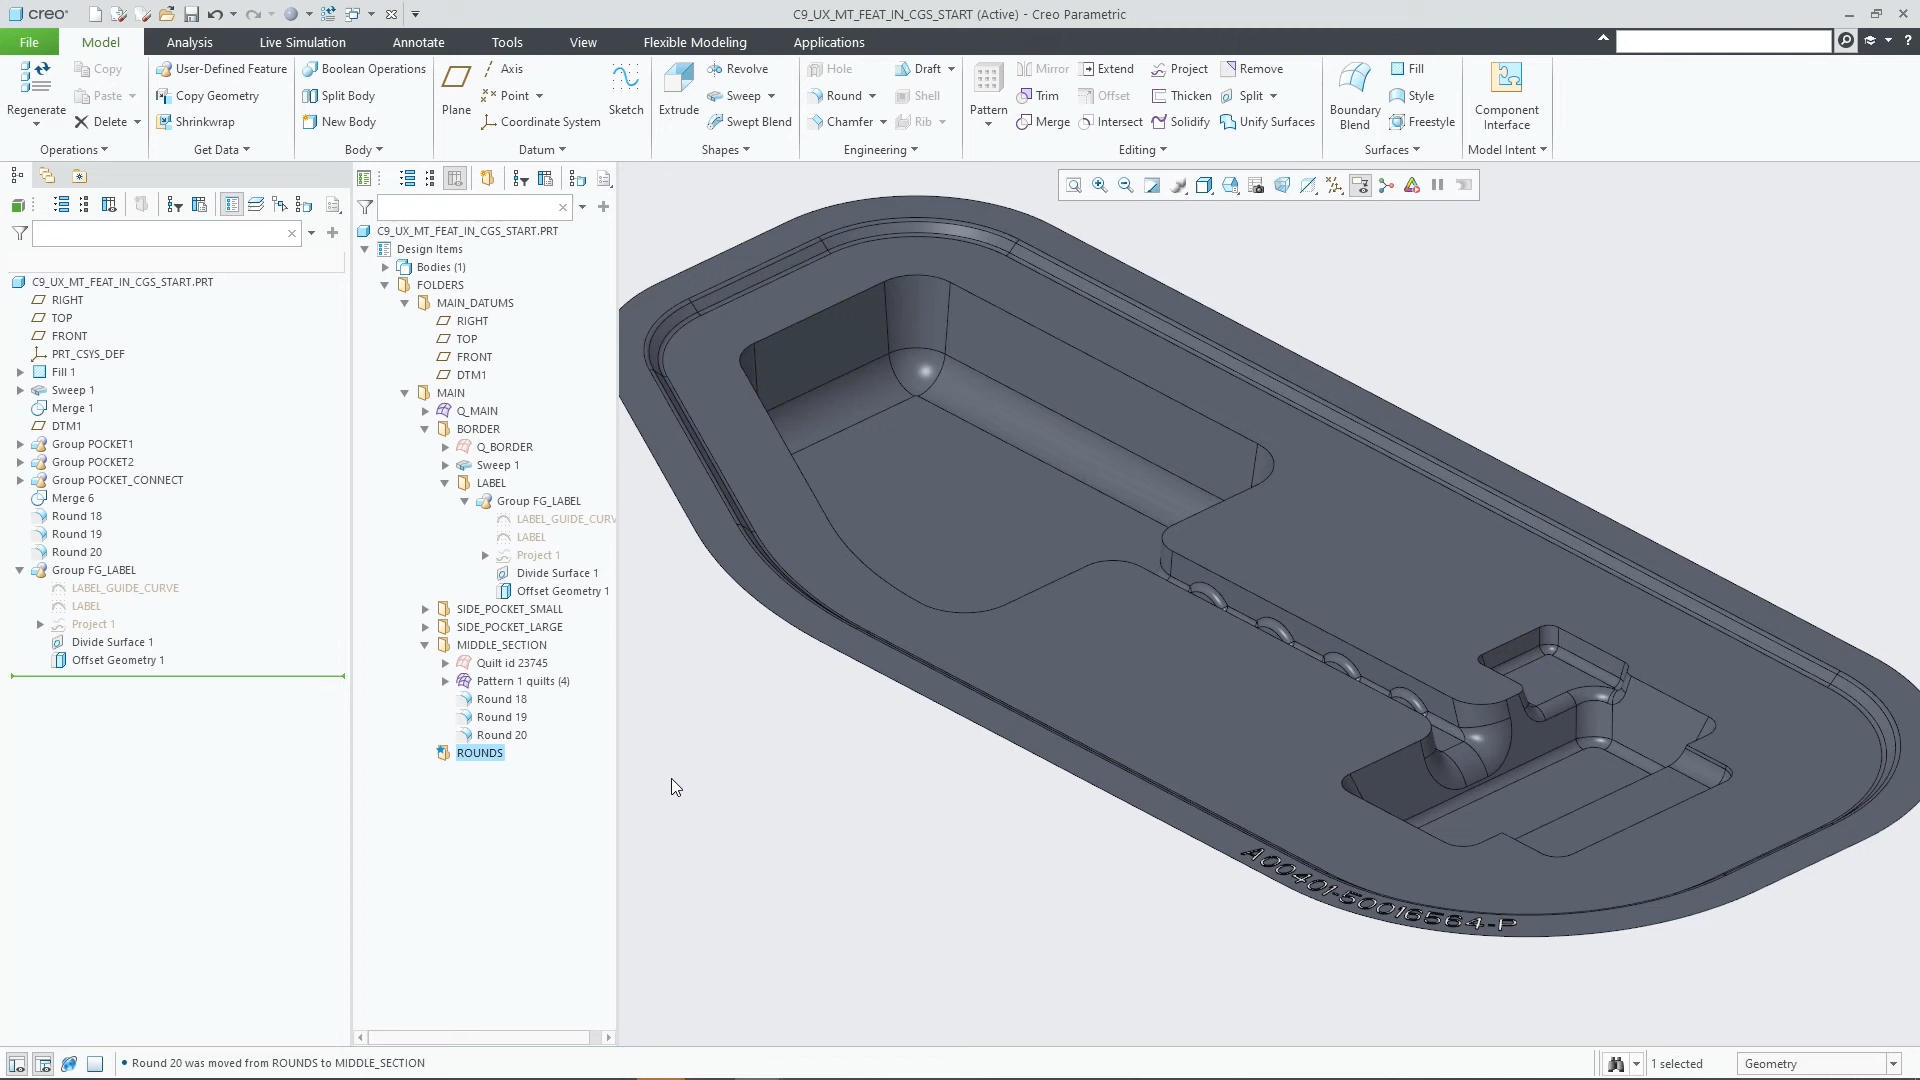 creo
C9_UX_MT_FEAT_IN_CGS_START (Active) - Creo Parametric
File Model Analysis Live Simulation Annotate Tools View Flexible Modeling Applications
Regenerate
Copy
Paste
Delete
Operations
User-Defined Feature
Copy Geometry
Shrinkwrap
Get Data
Boolean Operations
Split Body
New Body
Body
Plane
Axis
Point
Coordinate System
Sketch
Datum
Extrude
Revolve
Sweep
Swept Blend
Shapes
Hole
Round
Chamfer
Draft
Shell
Rib
Engineering
Pattern
Mirror
Trim
Merge
Extend
Offset
Intersect
Project
Thicken
Solidify
Remove
Split
Unify Surfaces
Editing
Boundary
Blend
Fill
Style
Freestyle
Surfaces
Component
Interface
Model Intent
C9_UX_MT_FEAT_IN_CGS_START.PRT
RIGHT
TOP
FRONT
PRT_CSYS_DEF
Fill 1
Sweep 1
Merge 1
DTM1
Group POCKET1
Group POCKET2
Group POCKET_CONNECT
Merge 6
Round 18
Round 19
Round 20
Group FG_LABEL
LABEL_GUIDE_CURVE
LABEL
Project 1
Divide Surface 1
Offset Geometry 1
C9_UX_MT_FEAT_IN_CGS_START.PRT
Design Items
Bodies (1)
FOLDERS
MAIN_DATUMS
RIGHT
TOP
FRONT
DTM1
MAIN
Q_MAIN
BORDER
Q_BORDER
Sweep 1
LABEL
Group FG_LABEL
LABEL_GUIDE_CURV
LABEL
Project 1
Divide Surface 1
Offset Geometry 1
SIDE_POCKET_SMALL
SIDE_POCKET_LARGE
MIDDLE_SECTION
Quilt id 23745
Pattern 1 quilts (4)
Round 18
Round 19
Round 20
ROUNDS
A00401-50016564-P
• Round 20 was moved from ROUNDS to MIDDLE_SECTION
1 selected
Geometry